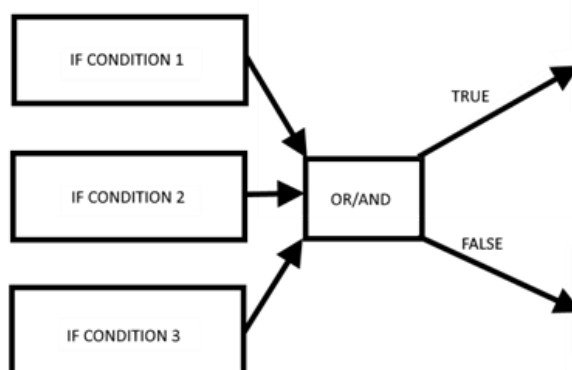 IF CONDITION 1
TRUE
IF CONDITION 2
OR/AND
FALSE
IF CONDITION 3